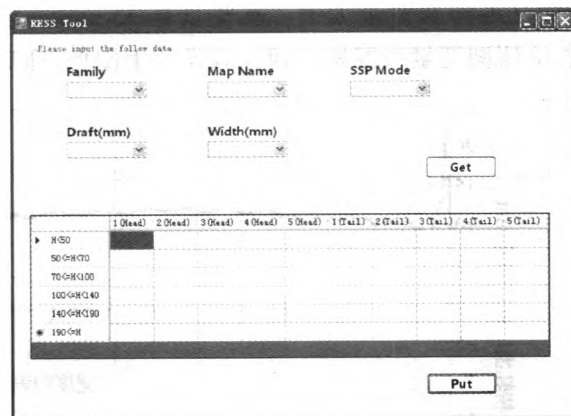 RESS Tool
Please input the follow data
Family Map Name SSP Mode
Draft(mm) Width(mm)
Get
1(Head) 2(Head) 3(Head) 4(Head) 5(Head) 1(Tail) 2(Tail) 3(Tail) 4(Tail) 5(Tail)
H<50
50<=H<70
70<=H<100
100<=H<140
140<=H<190
190<=H
Put